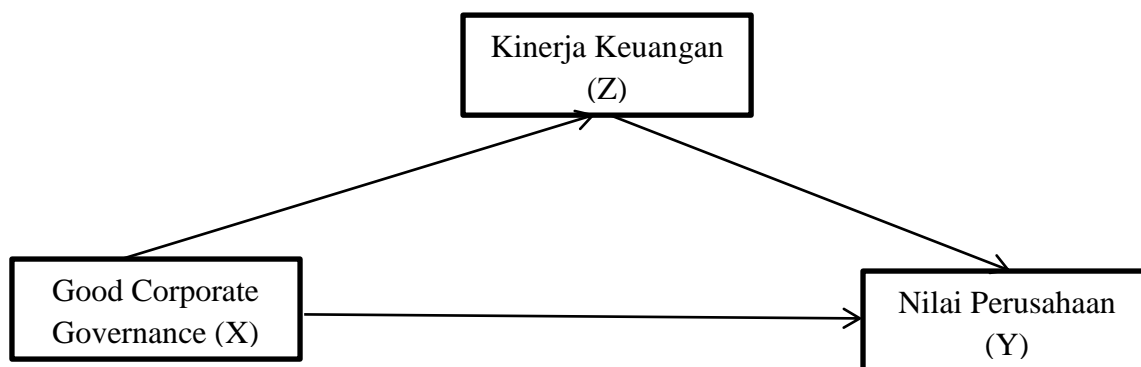 Kinerja Keuangan
(Z)
Good Corporate
Governance (X)
Nilai Perusahaan
(Y)